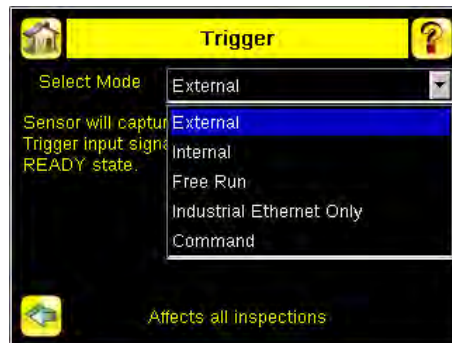 Trigger
?
Select Mode External
External
Internal
Free Run
Industrial Ethernet Only
Command
Sensor will captur
Trigger input signa
READY state.
Affects all inspections